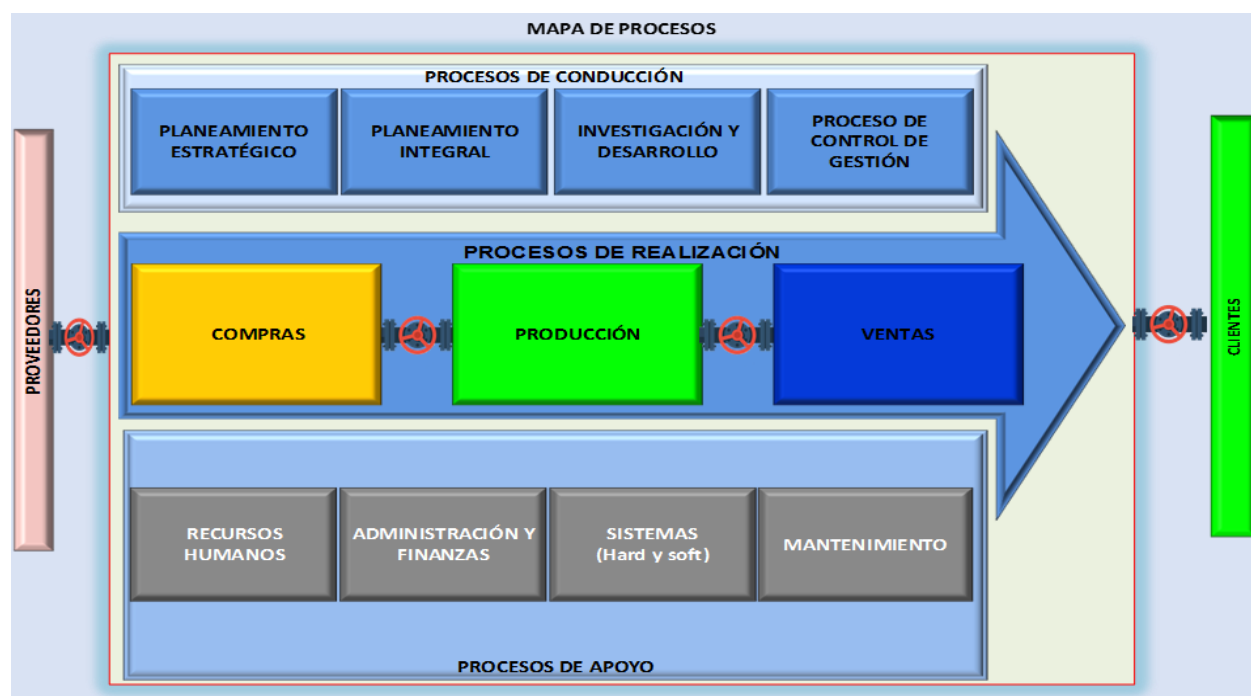 MAPA DE PROCESOS
PROCESOS DE CONDUCCIÓN
PLANEAMIENTO
ESTRATÉGICO
PLANEAMIENTO
INTEGRAL
INVESTIGACIÓN Y
DESARROLLO
PROCESO DE
CONTROL DE
GESTIÓN
PROVEEDORES
PROCESOS DE REALIZACIÓN
COMPRAS
PRODUCCIÓN
VENTAS
CLIENTES
RECURSOS
HUMANOS
ADMINISTRACIÓN Y
FINANZAS
SISTEMAS
(Hard y soft)
MANTENIMIENTO
PROCESOS DE APOYO